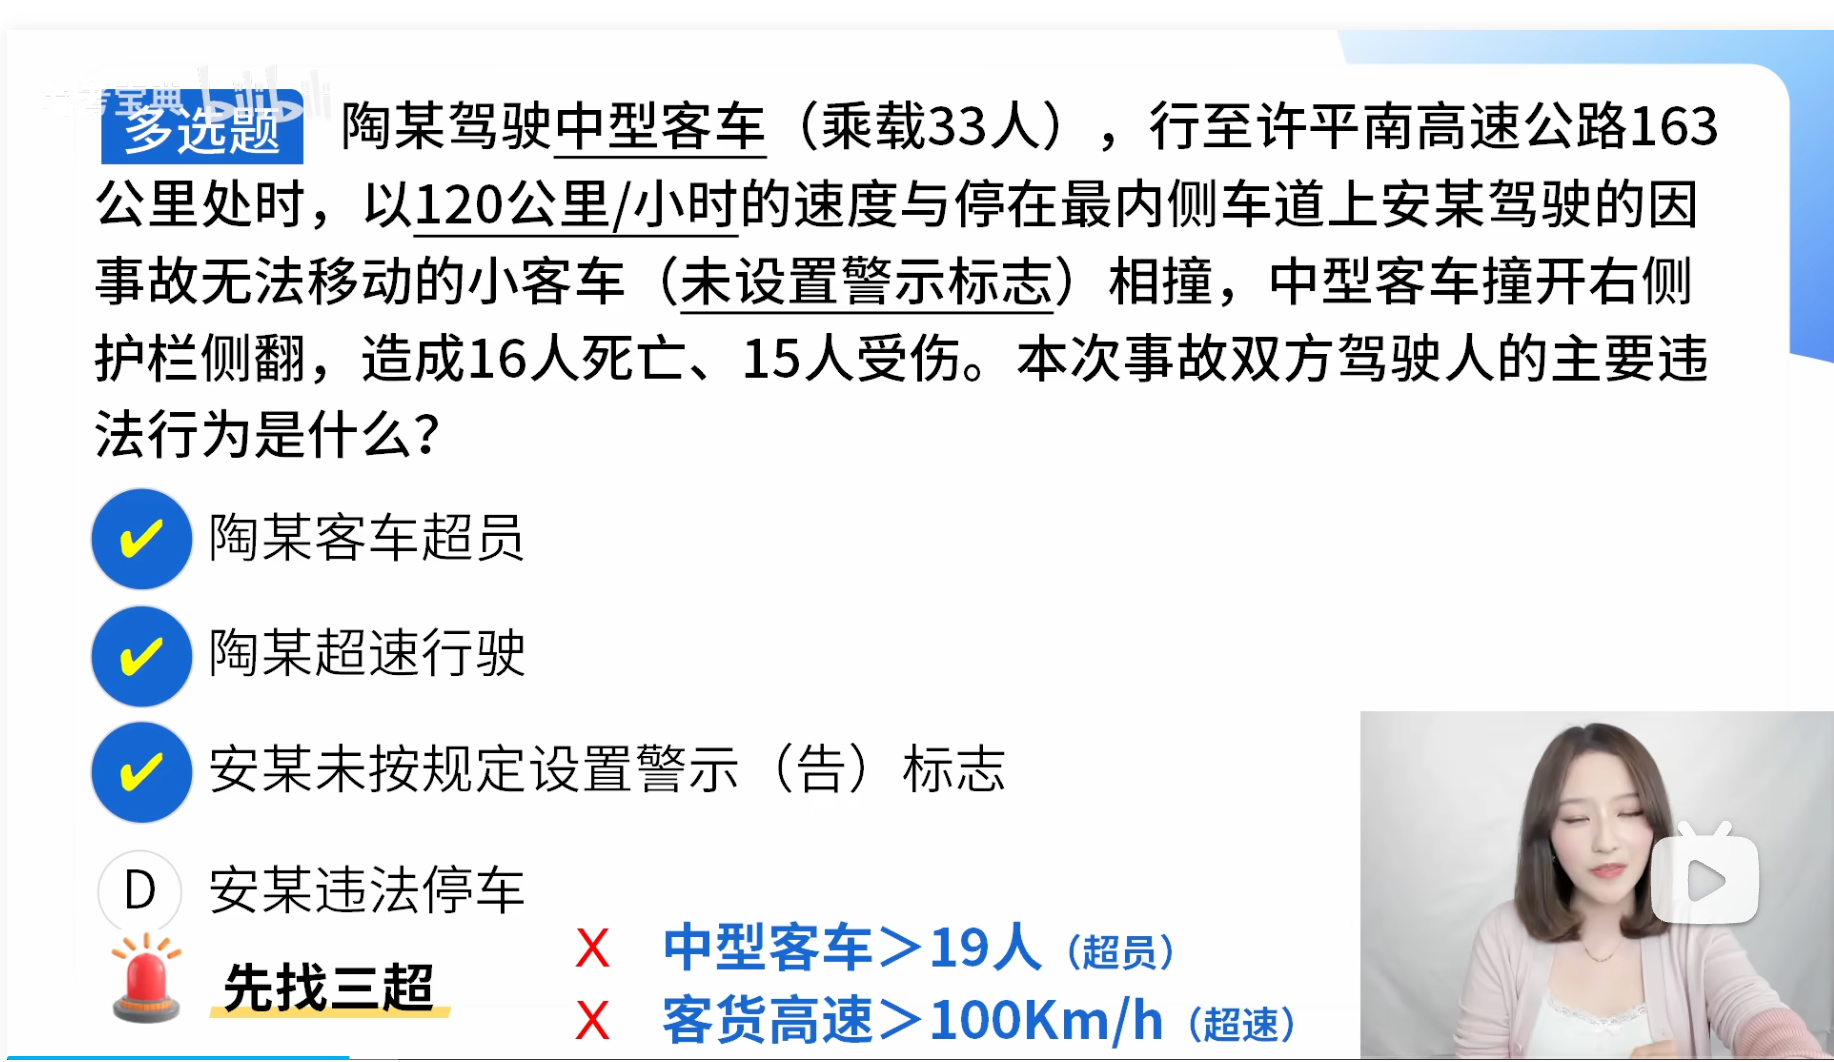 考宝典 bilibili
多选题 陶某驾驶中型客车（乘载33人），行至许平南高速公路163
公里处时，以120公里/小时的速度与停在最内侧车道上安某驾驶的因
事故无法移动的小客车（未设置警示标志）相撞，中型客车撞开右侧
护栏侧翻，造成16人死亡、15人受伤。本次事故双方驾驶人的主要违
法行为是什么？
陶某客车超员
陶某超速行驶
安某未按规定设置警示（告）标志
D 安某违法停车
先找三超
X 中型客车＞19人（超员）
X 客货高速＞100Km/h（超速）